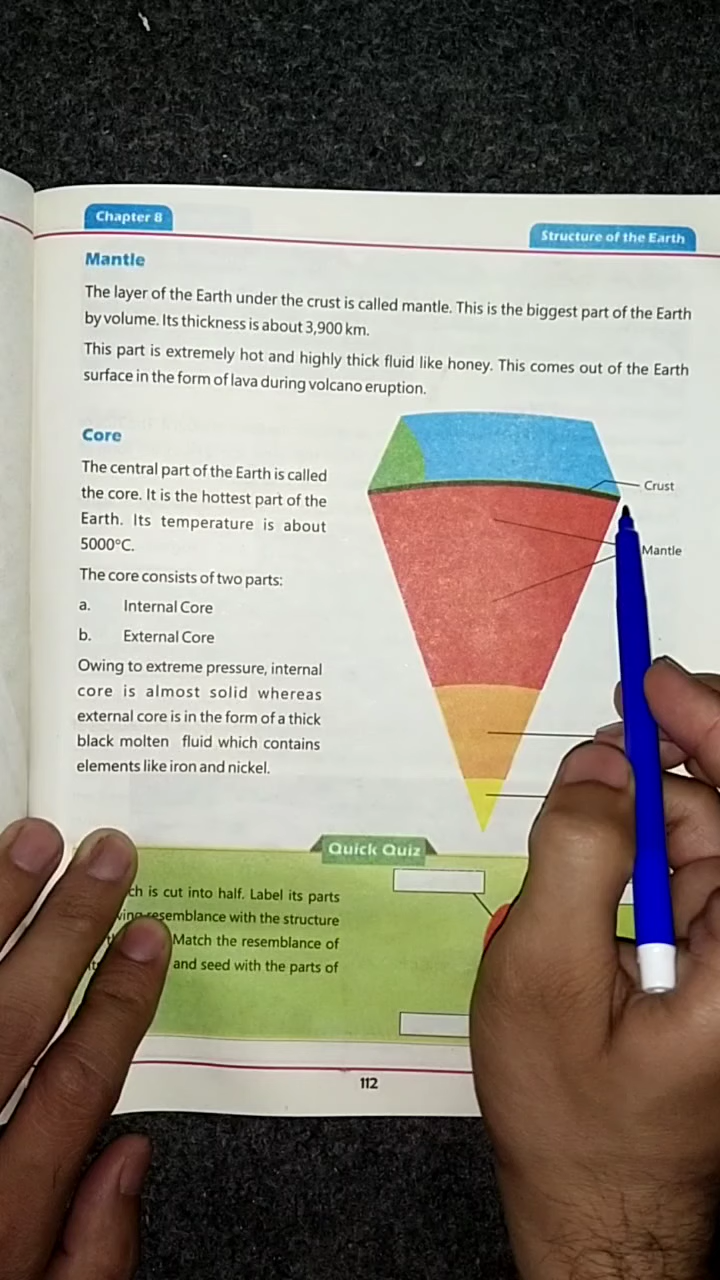 Chapter 8
Structure of the Earth
Mantle
The layer of the Earth under the crust is called mantle. This is the biggest part of the Earth
by volume. Its thickness is about 3,900 km.
This part is extremely hot and highly thick fluid like honey. This comes out of the Earth
surface in the form of lava during volcano eruption.
Core
The central part of the Earth is called
the core. It is the hottest part of the
Earth. Its temperature is about
5000°C.
The core consists of two parts:
a. Internal Core
b. External Core
Owing to extreme pressure, internal
core is almost solid whereas
external core is in the form of a thick
black molten fluid which contains
elements like iron and nickel.
Crust
Mantle
Quick Quiz
is cut into half. Label its parts
resemblance with the structure
Match the resemblance of
and seed with the parts of
112